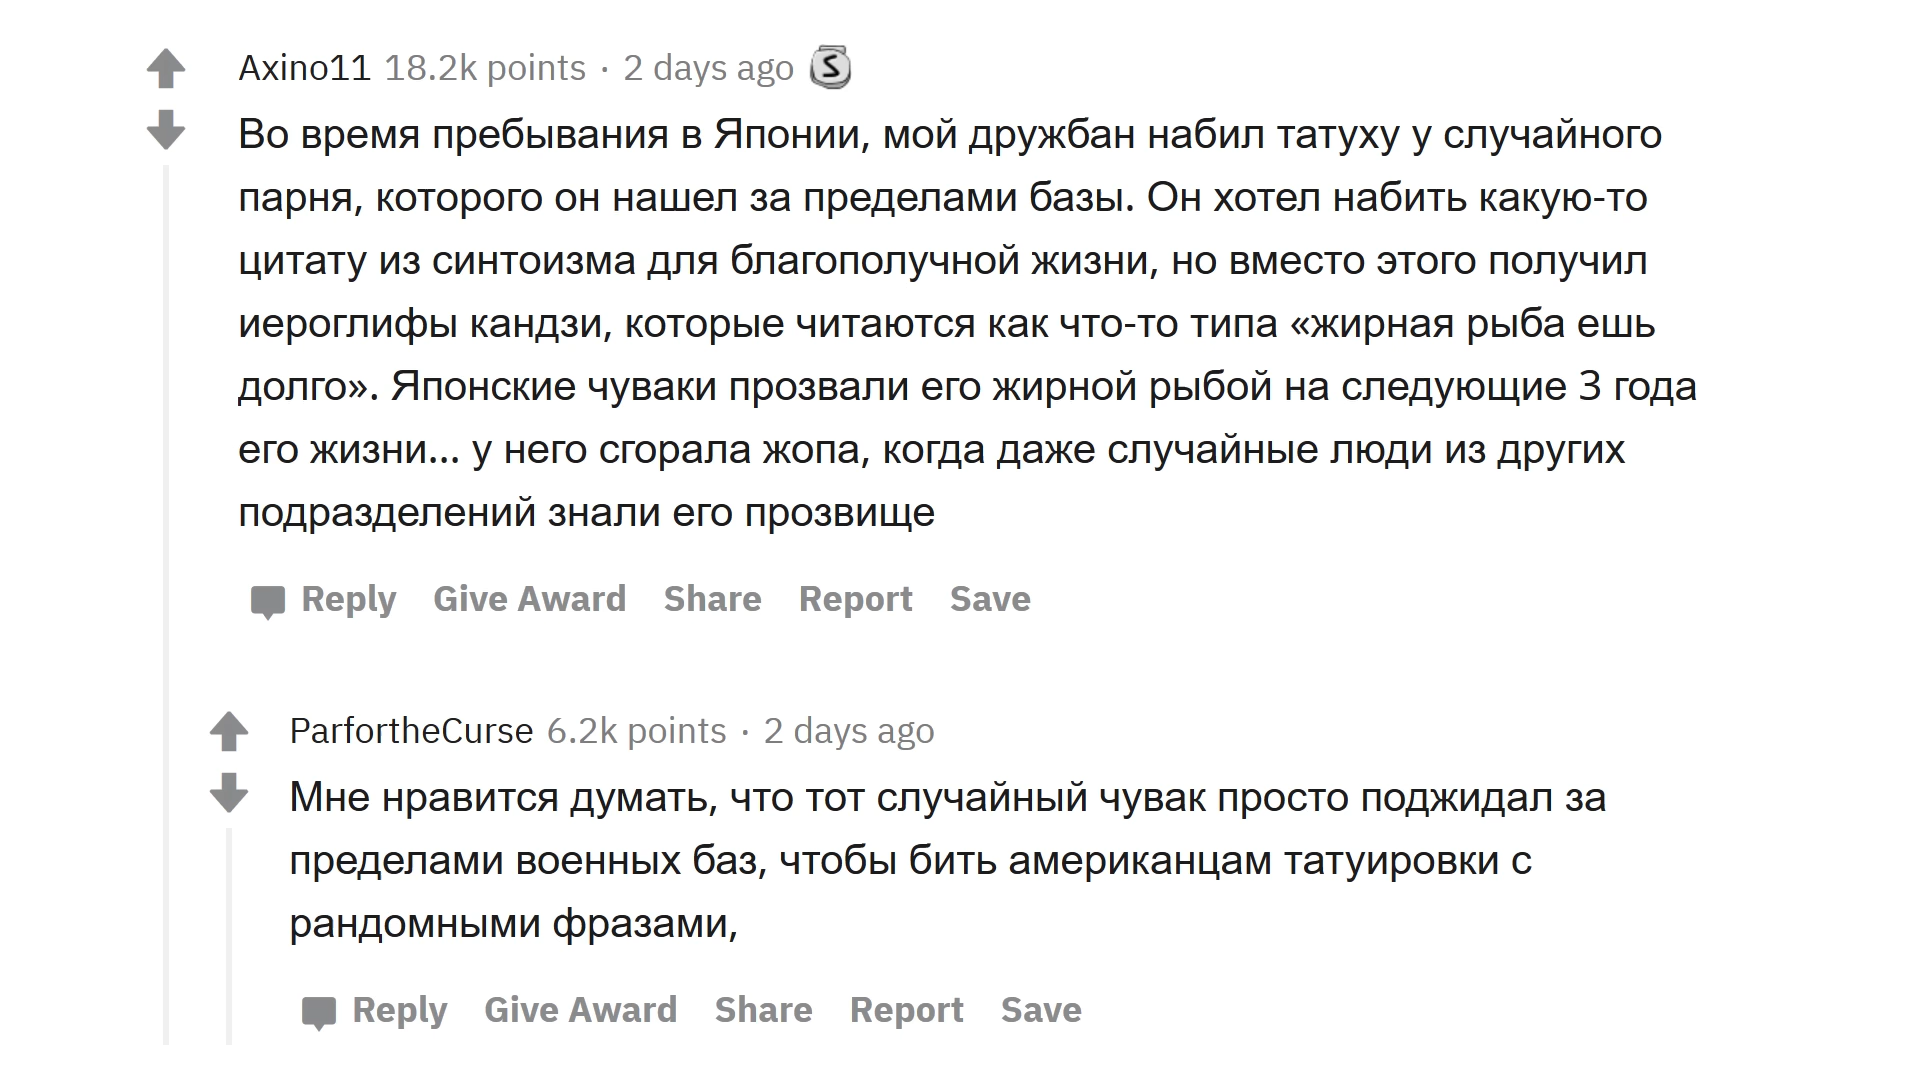 Axino11 18.2k points · 2 days ago S
Во время пребывания в Японии, мой дружбан набил татуху у случайного
парня, которого он нашел за пределами базы. Он хотел набить какую-то
цитату из синтоизма для благополучной жизни, но вместо этого получил
иероглифы кандзи, которые читаются как что-то типа «жирная рыба ешь
долго». Японские чуваки прозвали его жирной рыбой на следующие 3 года
его жизни... у него сгорала жопа, когда даже случайные люди из других
подразделений знали его прозвище
Reply Give Award Share Report Save
ParfortheCurse 6.2k points · 2 days ago
Мне нравится думать, что тот случайный чувак просто поджидал за
пределами военных баз, чтобы бить американцам татуировки с
рандомными фразами,
Reply Give Award Share Report Save